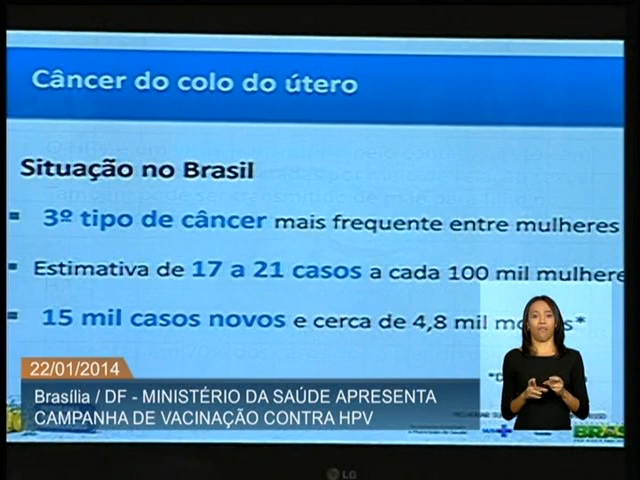 Câncer do colo do útero
Situação no Brasil
3º tipo de câncer mais frequente entre mulheres
Estimativa de 17 a 21 casos a cada 100 mil
15 mil casos novos e cerca de 4,8 mil
22/01/2014
Brasília / DF - MINISTÉRIO DA SAÚDE APRESENTA
CAMPANHA DE VACINAÇÃO CONTRA HPV
SUS
LG